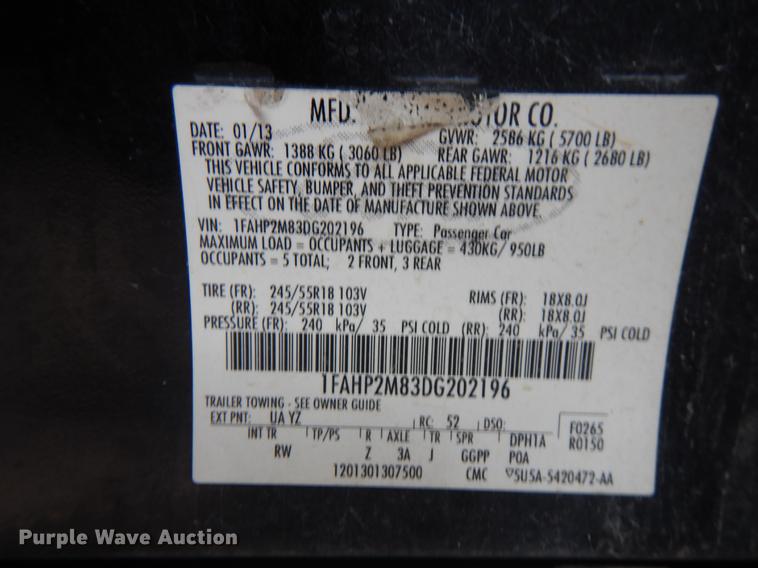 MFD. MOTOR CO.
DATE: 01/13 GVWR: 2586 KG ( 5700 LB)
FRONT GAWR: 1388 KG ( 3060 LB) REAR GAWR: 1216 KG ( 2680 LB)
THIS VEHICLE CONFORMS TO ALL APPLICABLE FEDERAL MOTOR
VEHICLE SAFETY, BUMPER, AND THEFT PREVENTION STANDARDS
IN EFFECT ON THE DATE OF MANUFACTURE SHOWN ABOVE.
VIN: 1FAHP2M83DG202196 TYPE: Passenger Car
MAXIMUM LOAD = OCCUPANTS + LUGGAGE = 430KG/ 950LB
OCCUPANTS = 5 TOTAL; 2 FRONT, 3 REAR
TIRE (FR): 245/55R18 103V RIMS (FR): 18X8.0J
(RR): 245/55R18 103V (RR): 18X8.0J
PRESSURE (FR): 240 kPa/ 35 PSI COLD (RR): 240 kPa/ 35 PSI COLD
1FAHP2M83DG202196
TRAILER TOWING - SEE OWNER GUIDE
EXT PNT: UA YZ RC: 52 DSO: F0265
INT TR TP/PS R AXLE TR SPR DPH1A R0150
RW Z 3A J GGPP POA
1201301307500 CMC ▽5U5A-5420472-AA
Purple Wave Auction